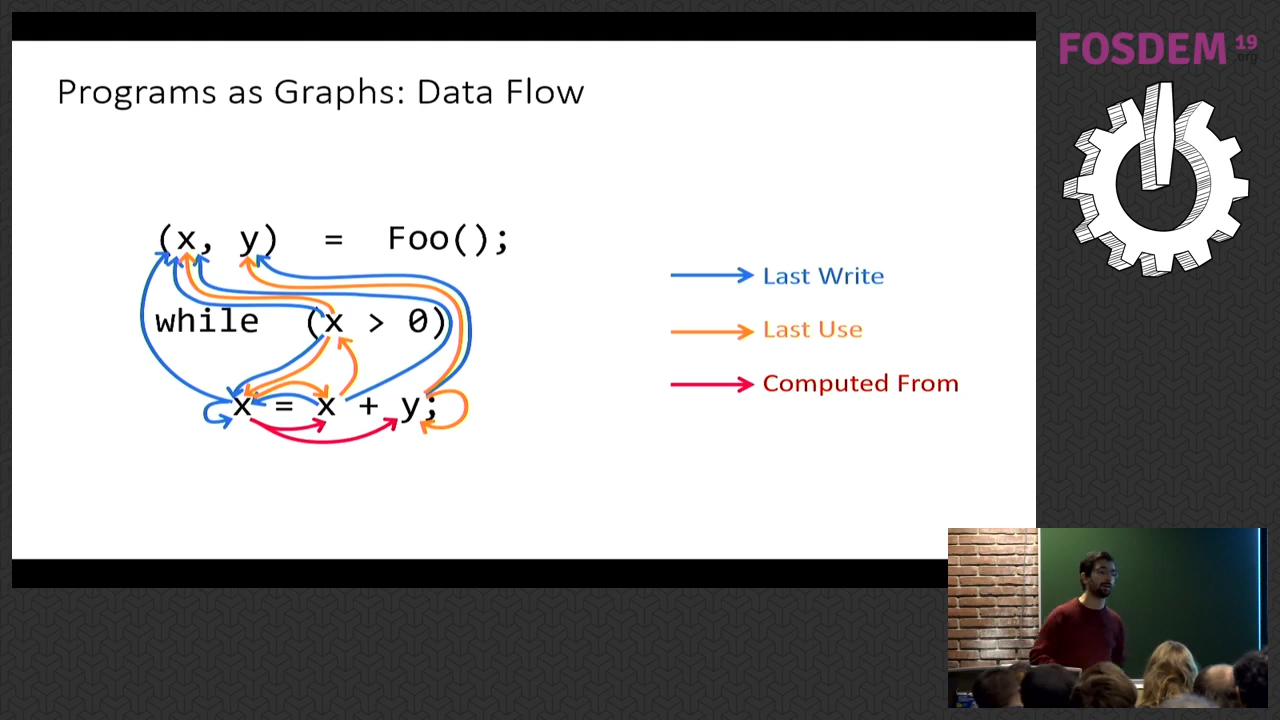 Programs as Graphs: Data Flow
(x, y) = Foo();
while (x > 0)
x = x + y;
Last Write
Last Use
Computed From
FOSDEM 19
.org